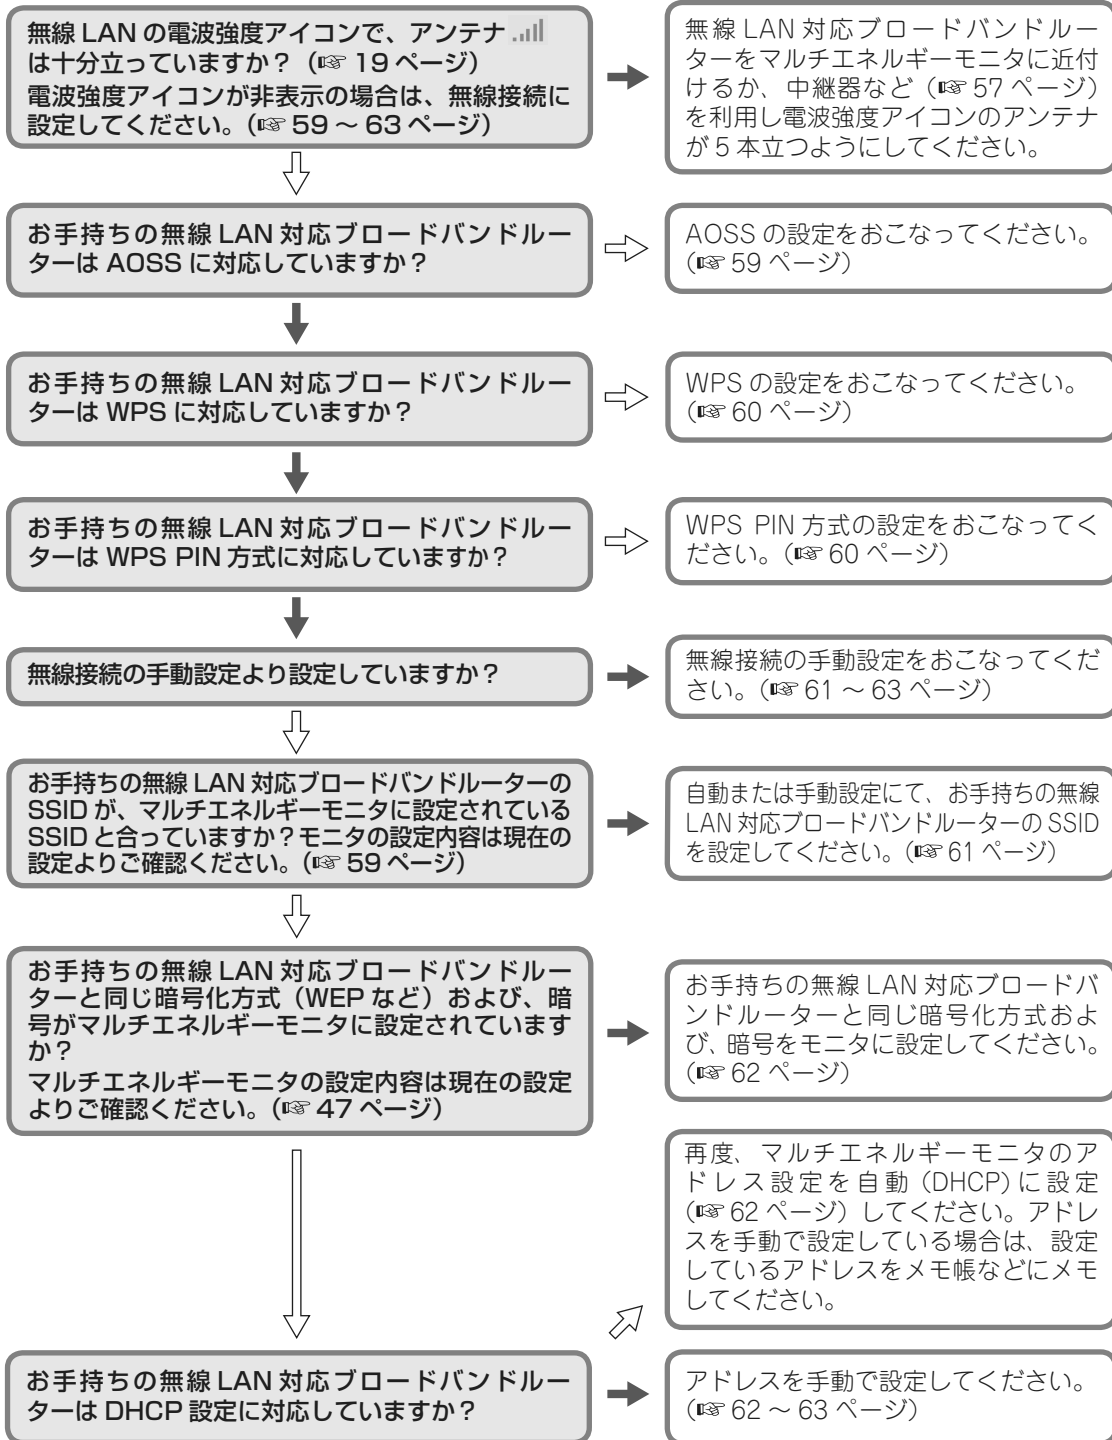 無線 LAN の電波強度アイコンで、アンテナ
は十分立っていますか？（☞ 19 ページ）
電波強度アイコンが非表示の場合は、無線接続に
設定してください。（☞ 59 ～ 63 ページ）
無線 LAN 対応ブロードバンドルー
ターをマルチエネルギーモニタに近付
けるか、中継器など（☞ 57 ページ）
を利用し電波強度アイコンのアンテナ
が 5 本立つようにしてください。
お手持ちの無線 LAN 対応ブロードバンドルー
ターは AOSS に対応していますか？
AOSS の設定をおこなってください。
（☞ 59 ページ）
お手持ちの無線 LAN 対応ブロードバンドルー
ターは WPS に対応していますか？
WPS の設定をおこなってください。
（☞ 60 ページ）
お手持ちの無線 LAN 対応ブロードバンドルー
ターは WPS PIN 方式に対応していますか？
WPS PIN 方式の設定をおこなってく
ださい。（☞ 60 ページ）
無線接続の手動設定より設定していますか？
無線接続の手動設定をおこなってくだ
さい。（☞ 61 ～ 63 ページ）
お手持ちの無線 LAN 対応ブロードバンドルーターの
SSID が、マルチエネルギーモニタに設定されている
SSID と合っていますか？モニタの設定内容は現在の
設定よりご確認ください。（☞ 59 ページ）
自動または手動設定にて、お手持ちの無線
LAN 対応ブロードバンドルーターの SSID
を設定してください。（☞ 61 ページ）
お手持ちの無線 LAN 対応ブロードバンドルー
ターと同じ暗号化方式（WEP など）および、暗
号がマルチエネルギーモニタに設定されています
か？
マルチエネルギーモニタの設定内容は現在の設定
よりご確認ください。（☞ 47 ページ）
お手持ちの無線 LAN 対応ブロードバ
ンドルーターと同じ暗号化方式およ
び、暗号をモニタに設定してください。
（☞ 62 ページ）
再度、マルチエネルギーモニタのア
ドレス設定を自動（DHCP）に設定
（☞ 62 ページ）してください。アドレ
スを手動で設定している場合は、設定
しているアドレスをメモ帳などにメモ
してください。
お手持ちの無線 LAN 対応ブロードバンドルー
ターは DHCP 設定に対応していますか？
アドレスを手動で設定してください。
（☞ 62 ～ 63 ページ）